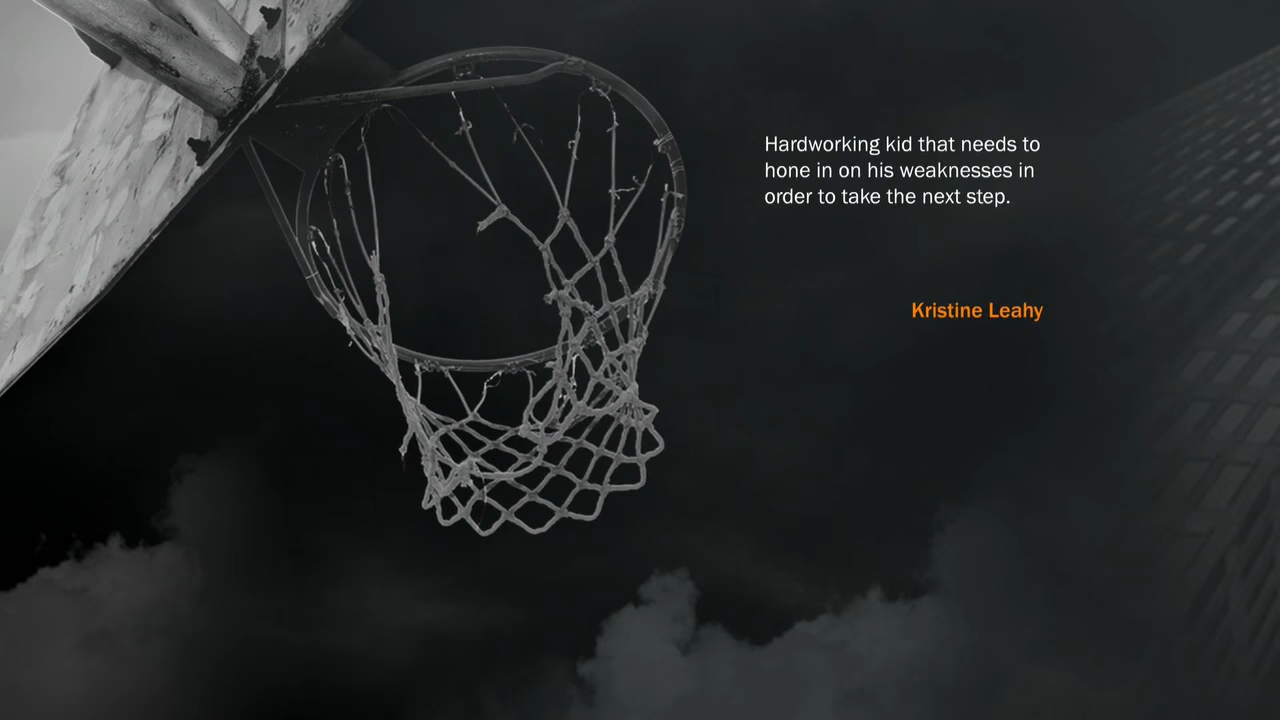 Hardworking kid that needs to
hone in on his weaknesses in
order to take the next step.
Kristine Leahy